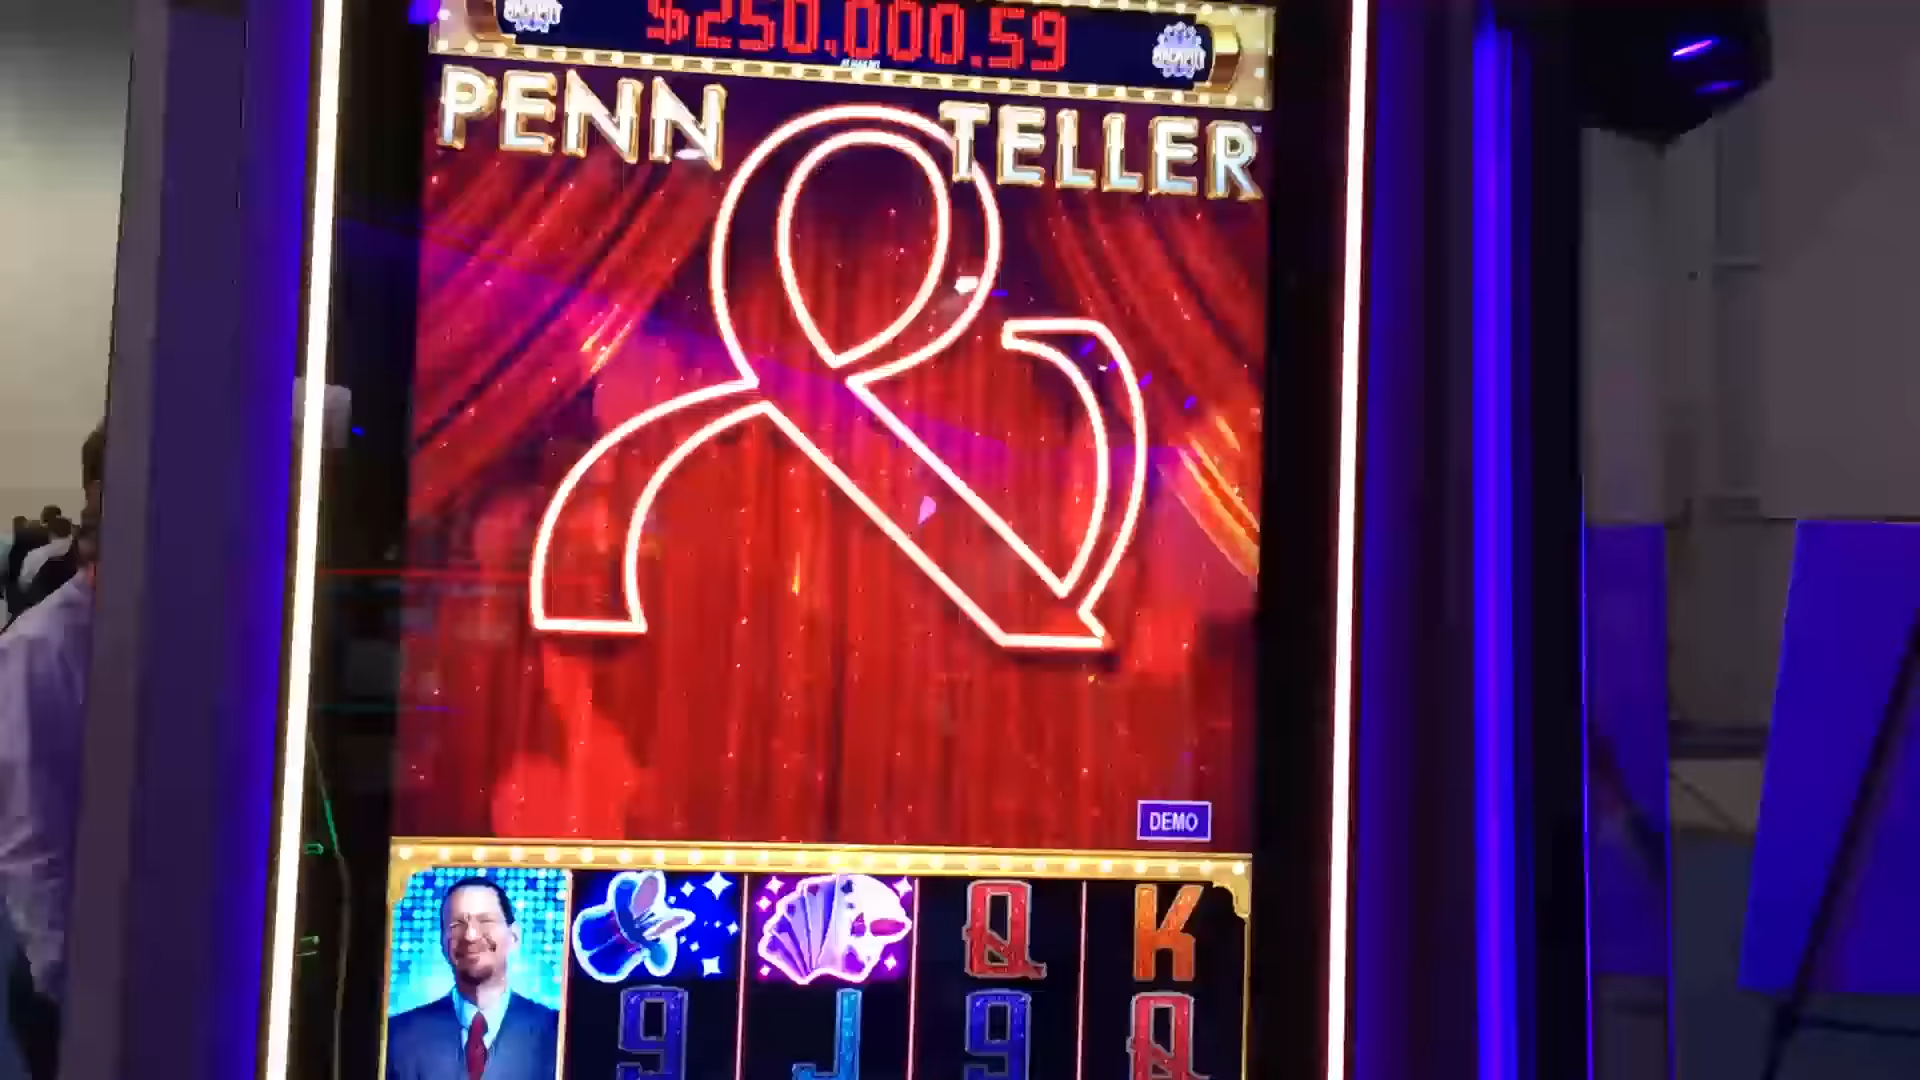 $250,000.59
PENN & TELLER
DEMO
Q K
9 J 9 Q